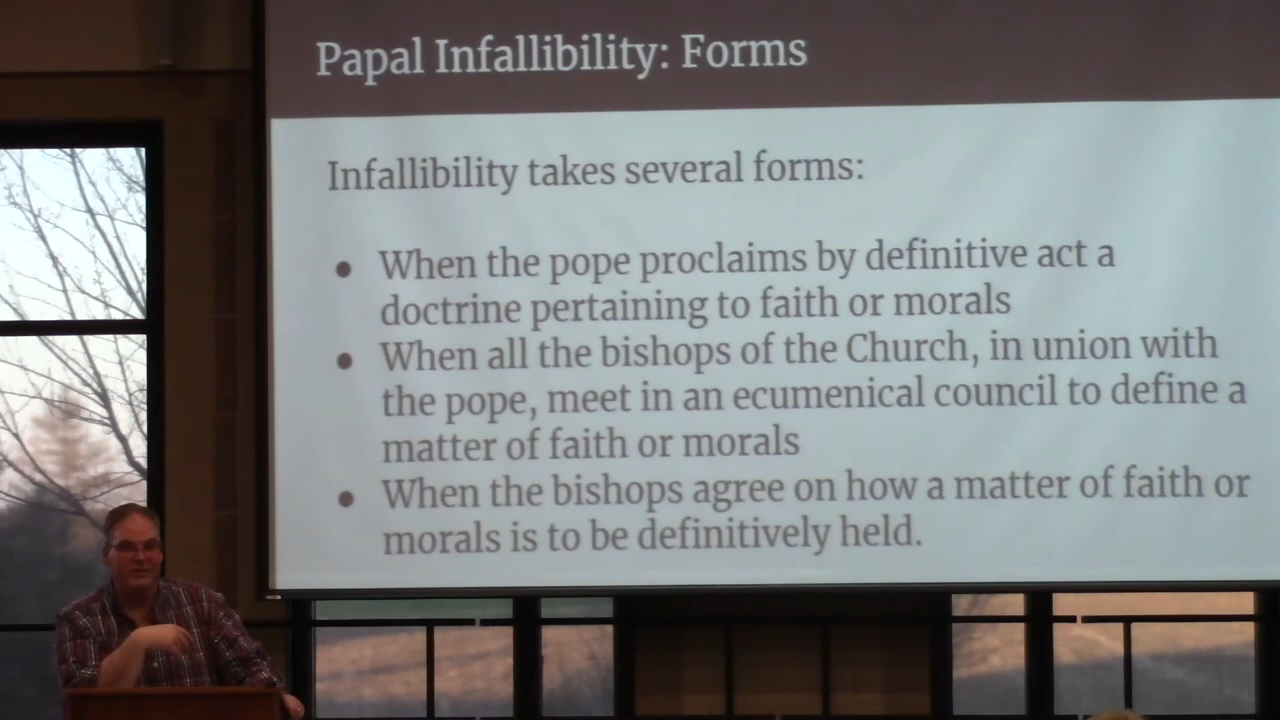 Papal Infallibility: Forms
Infallibility takes several forms:
● When the pope proclaims by definitive act a
doctrine pertaining to faith or morals
● When all the bishops of the Church, in union with
the pope, meet in an ecumenical council to define a
matter of faith or morals
● When the bishops agree on how a matter of faith or
morals is to be definitively held.